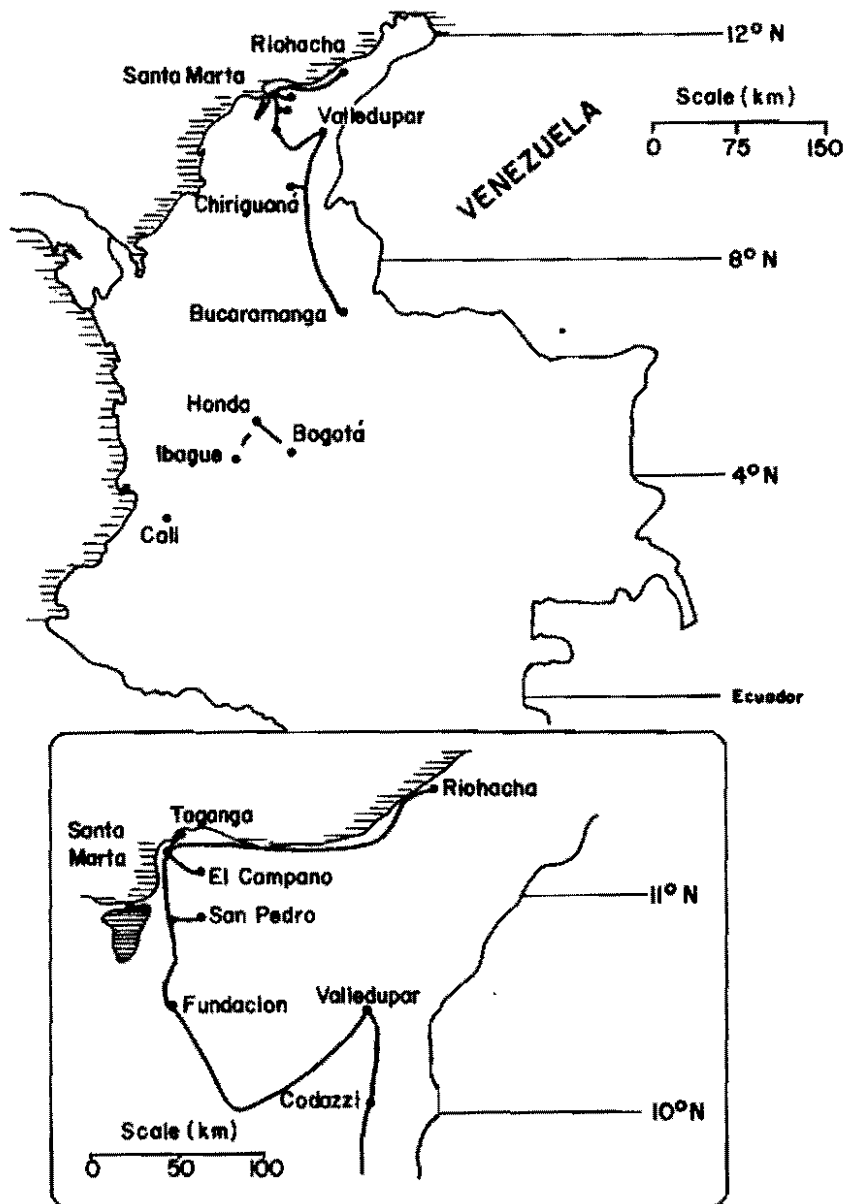 12° N
Riohacha
Santa Marta
Scale (km)
0 75 150
Valledupar
VENEZUELA
Chiriguaná
8° N
Bucaramanga
Honda
Bogotá
Ibague
4° N
Cali
Ecuador
Riohacha
Taganga
Santa
Marta
El Campano
11° N
San Pedro
Valledupar
Fundacion
Codazzi
10° N
Scale (km)
0 50 100